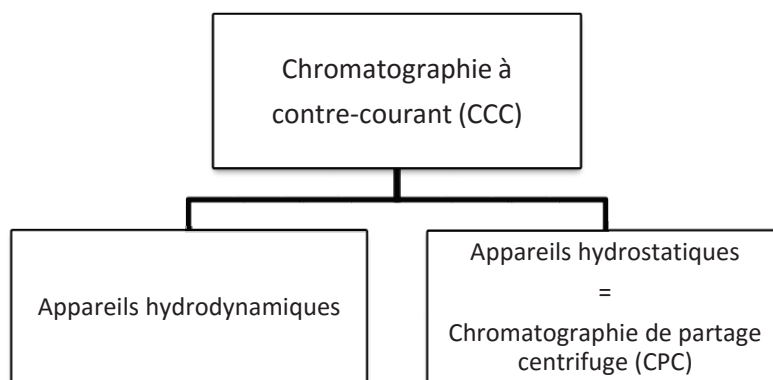 Chromatographie à
contre-courant (CCC)
Appareils hydrodynamiques
Appareils hydrostatiques
=
Chromatographie de partage
centrifuge (CPC)